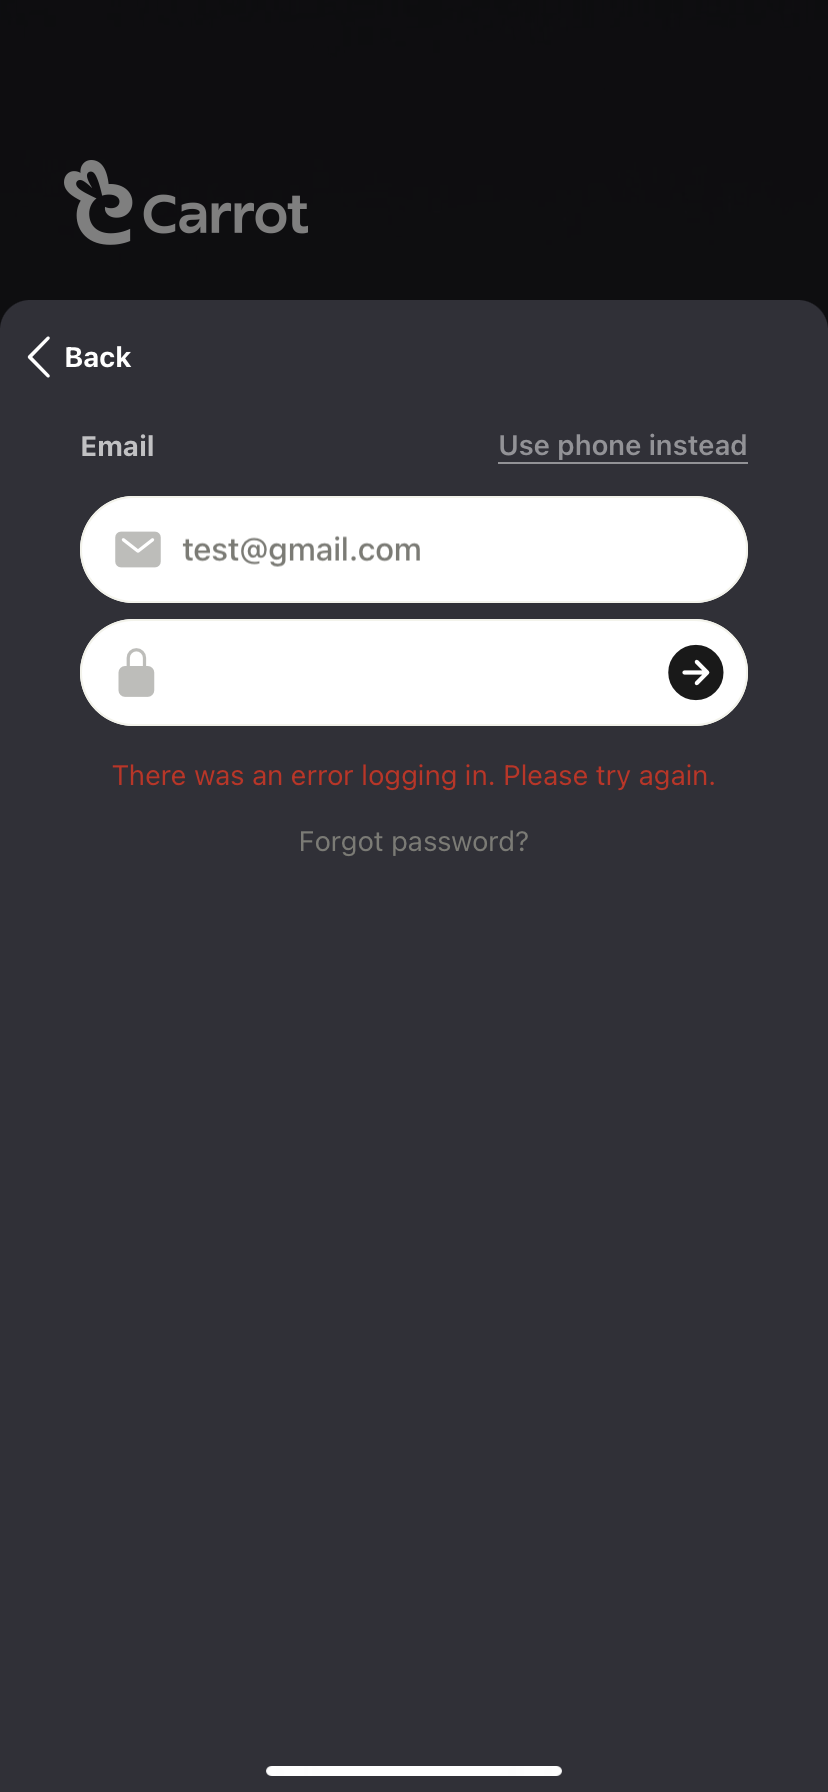 Carrot
Back
Email
Use phone instead
test@gmail.com
There was an error logging in. Please try again.
Forgot password?